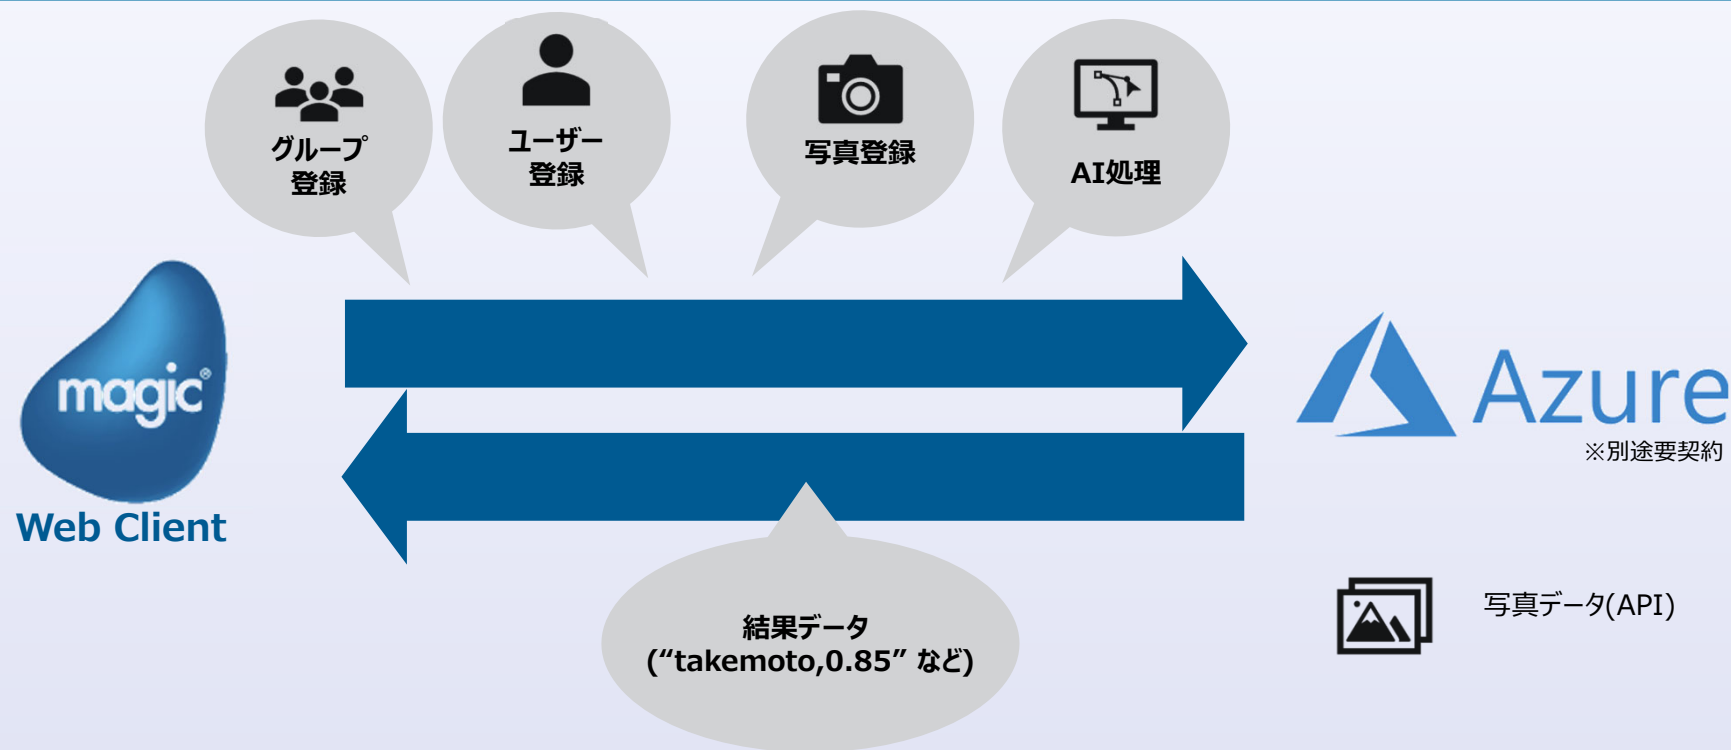 グループ
登録
ユーザー
登録
写真登録
AI処理
magic®
Web Client
Azure
※別途要契約
結果データ
(“takemoto,0.85” など)
写真データ(API)